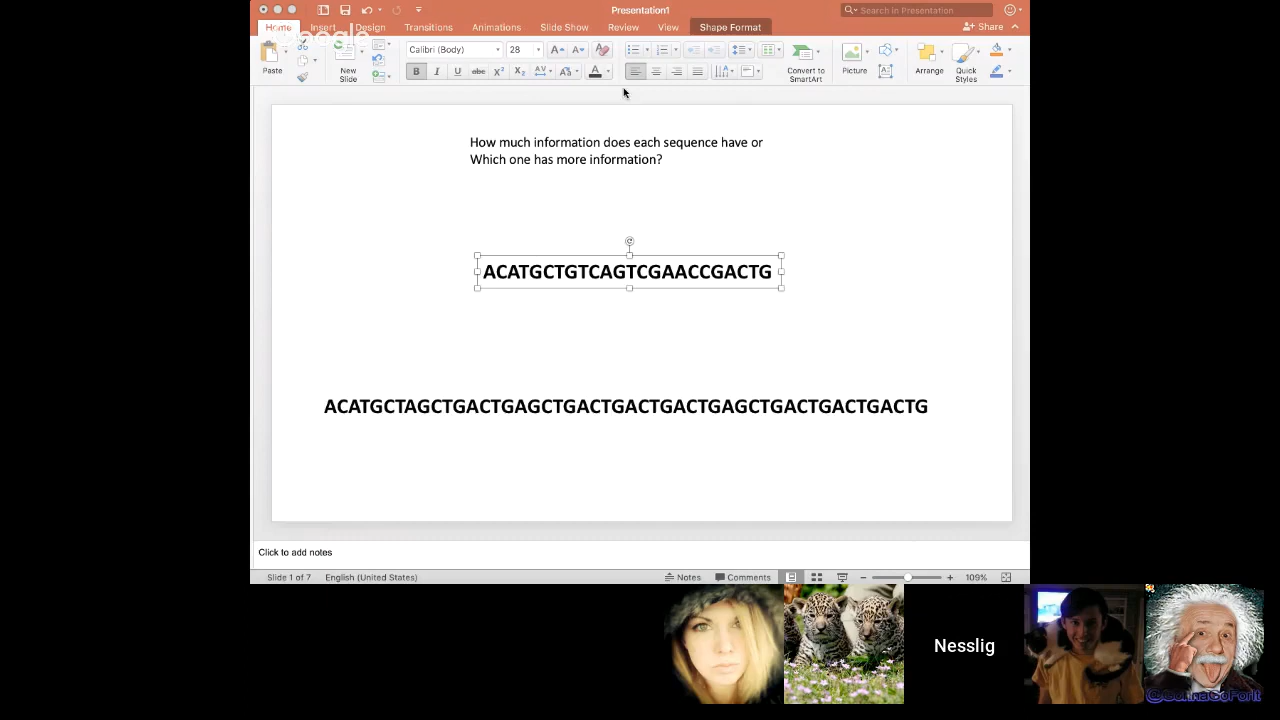 Presentation1
Search in Presentation
Home Insert Design Transitions Animations Slide Show Review View Shape Format
Share
Calibri (Body) 28
Paste
New
Slide
Convert to
SmartArt
Picture
Arrange
Quick
Styles
How much information does each sequence have or
Which one has more information?
ACATGCTGTCAGTCGAACCGACTG
ACATGCTAGCTGACTGAGCTGACTGACTGACTGAGCTGACTGACTGACTG
Click to add notes
Slide 1 of 7 English (United States) Notes Comments 109%
Nesslig